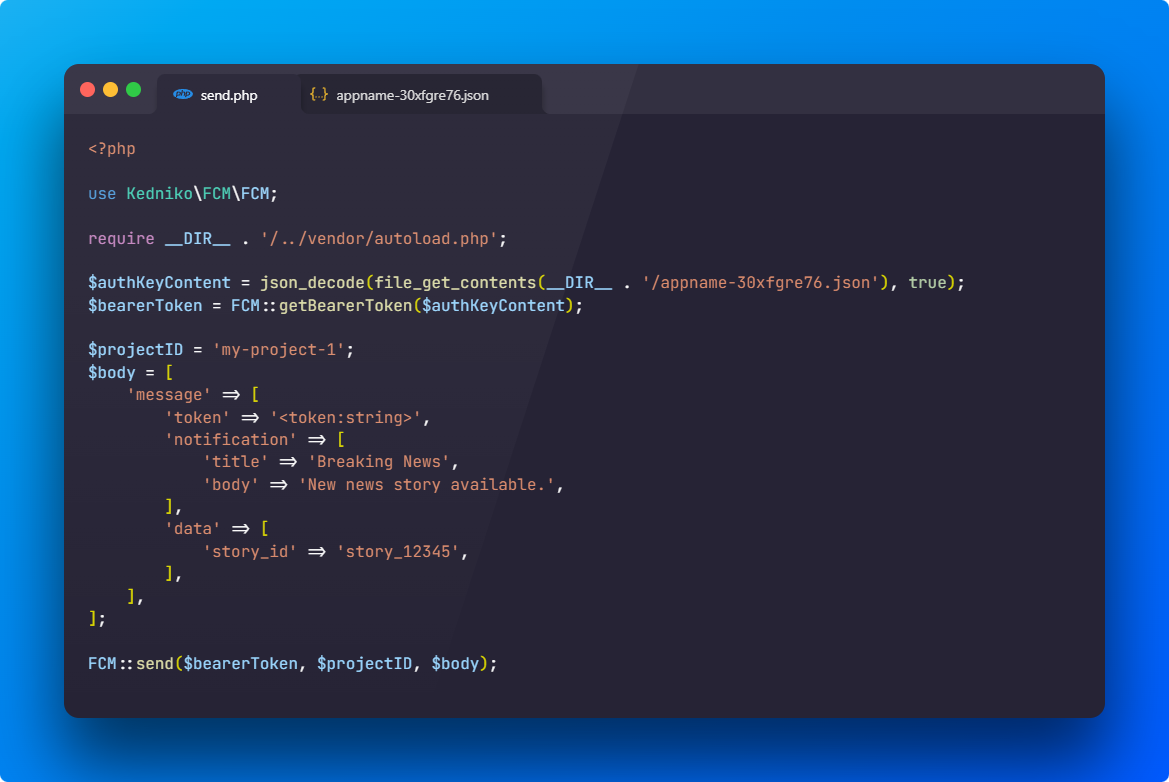 php send.php {..} appname-30xfgre76.json
<?php
use Kedniko\FCM\FCM;
require __DIR__ . '/../vendor/autoload.php';
$authKeyContent = json_decode(file_get_contents(__DIR__ . '/appname-30xfgre76.json'), true);
$bearerToken = FCM::getBearerToken($authKeyContent);
$projectID = 'my-project-1';
$body = [
    'message' => [
        'token' => '<token:string>',
        'notification' => [
            'title' => 'Breaking News',
            'body' => 'New news story available.',
        ],
        'data' => [
            'story_id' => 'story_12345',
        ],
    ],
];
FCM::send($bearerToken, $projectID, $body);